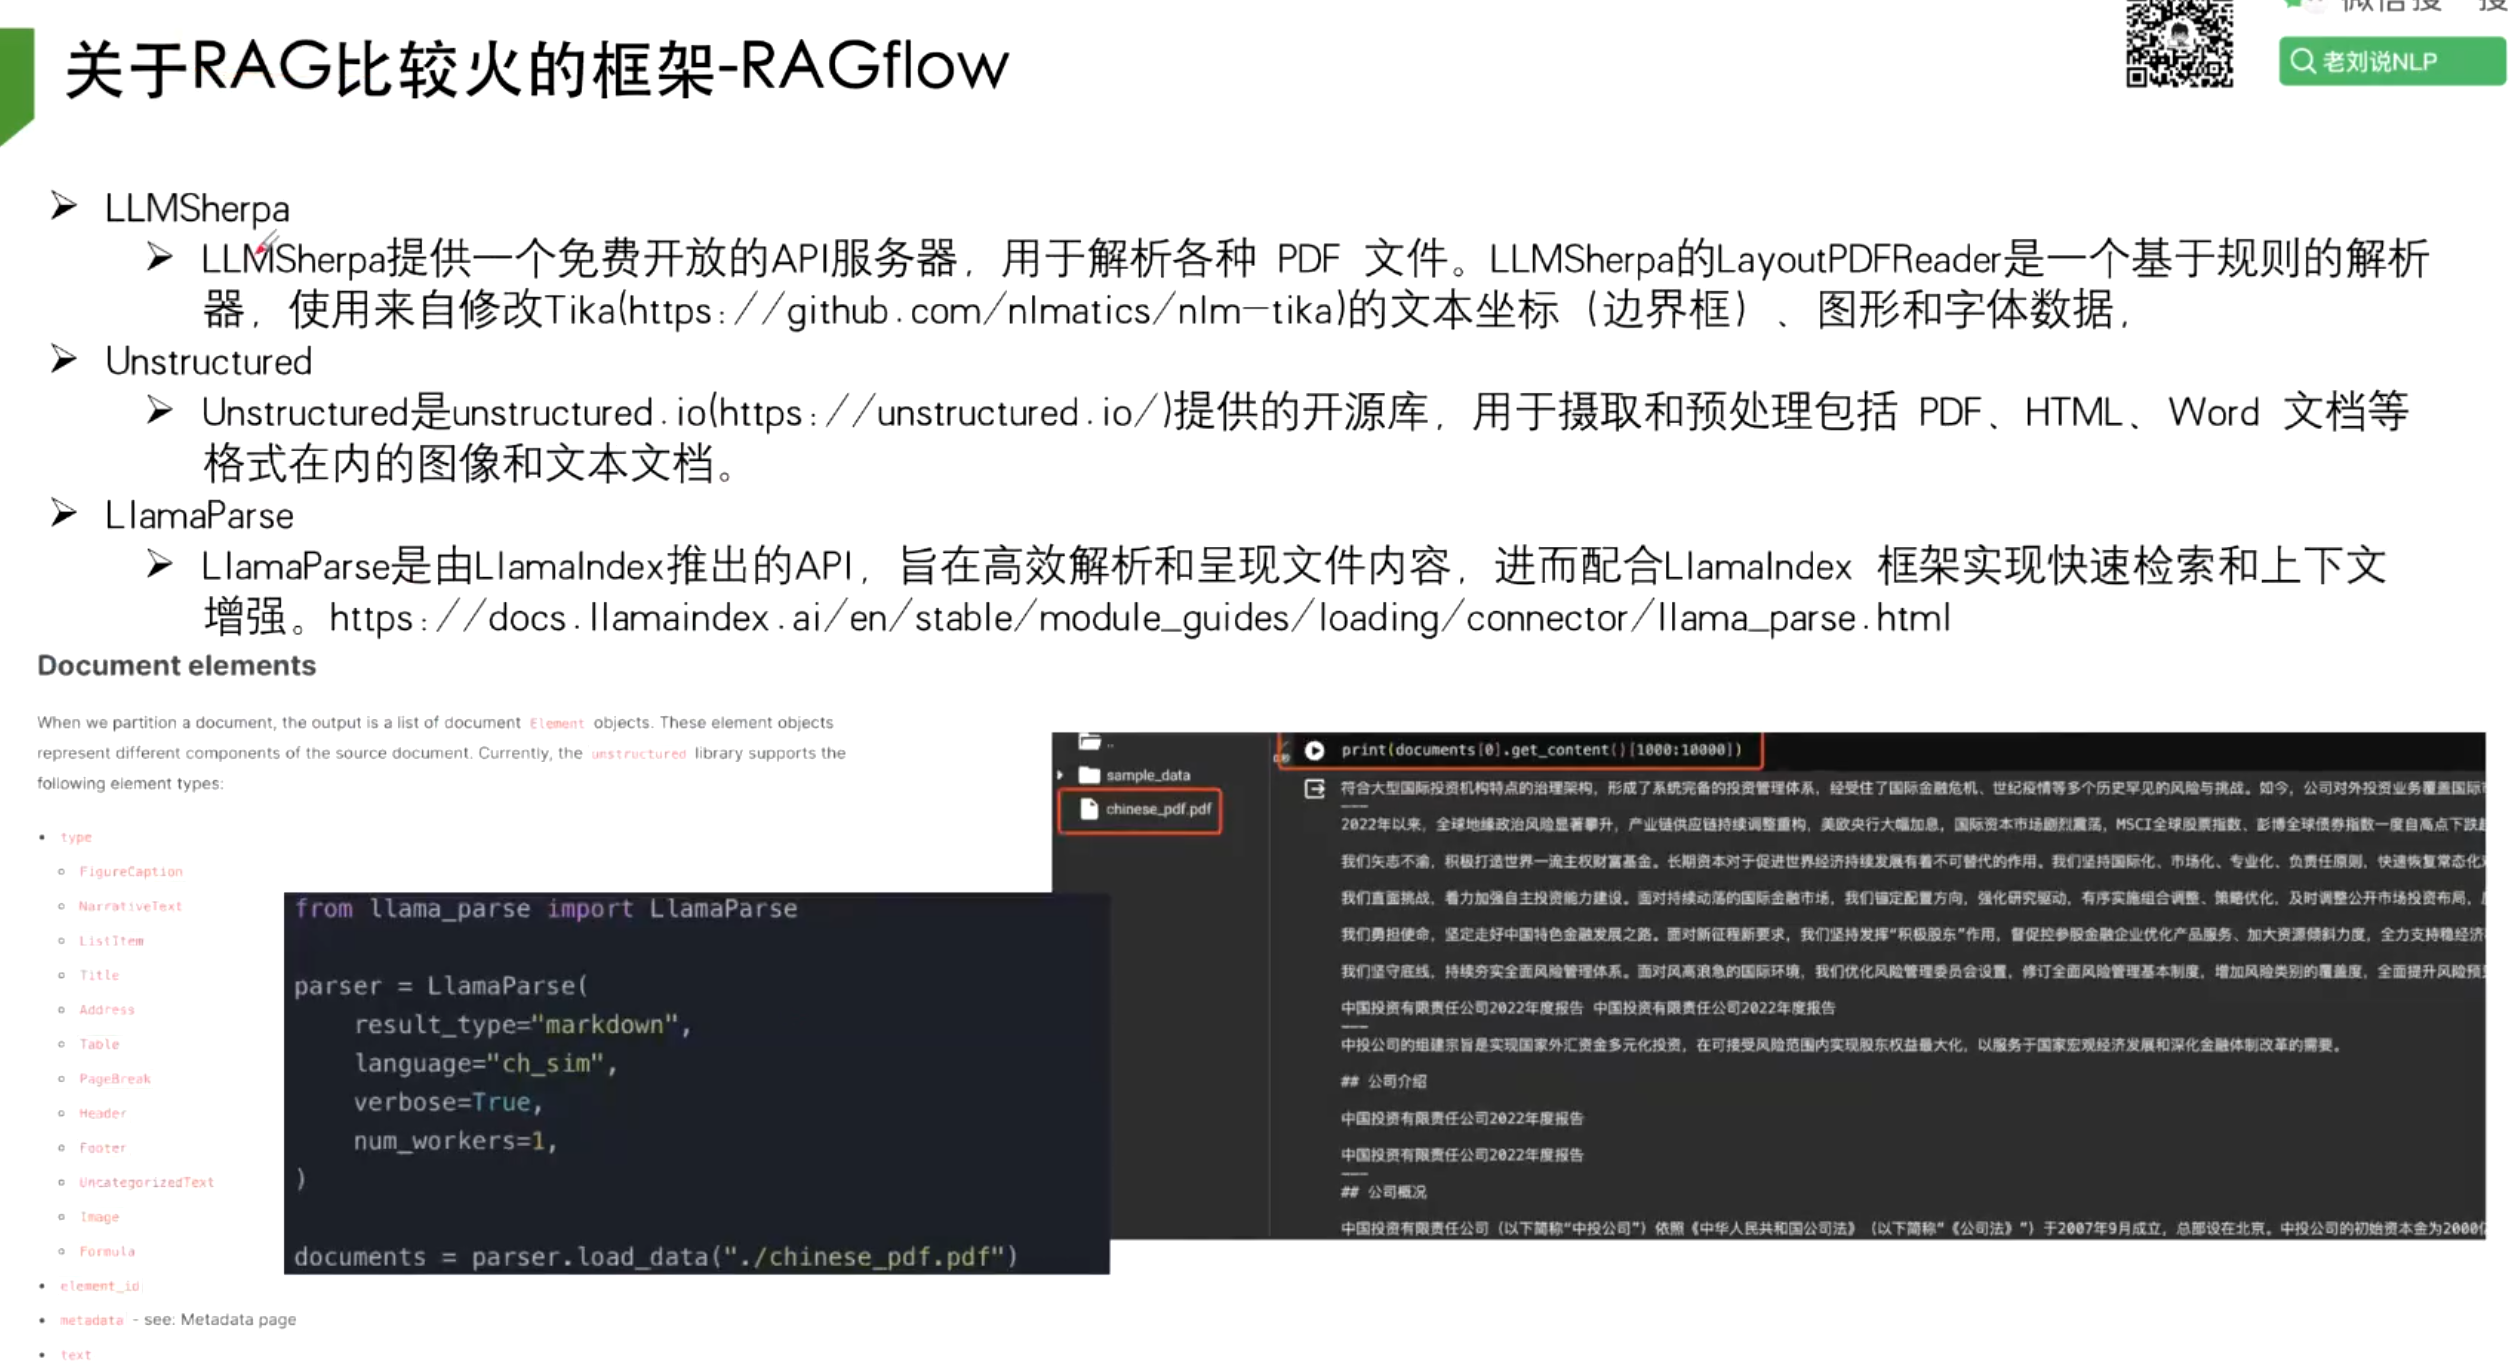 关于RAG比较火的框架-RAGflow
老刘说NLP
LLMSherpa
LLMSherpa提供一个免费开放的API服务器，用于解析各种 PDF 文件。LLMSherpa的LayoutPDFReader是一个基于规则的解析
器，使用来自修改Tika(https://github.com/nlmatics/nlm-tika)的文本坐标（边界框）、图形和字体数据，
Unstructured
Unstructured是unstructured.io(https://unstructured.io/)提供的开源库，用于摄取和预处理包括 PDF、HTML、Word 文档等
格式在内的图像和文本文档。
LlamaParse
LlamaParse是由LlamaIndex推出的API，旨在高效解析和呈现文件内容，进而配合LlamaIndex 框架实现快速检索和上下文
增强。https://docs.llamaindex.ai/en/stable/module_guides/loading/connector/llama_parse.html
Document elements
When we partition a document, the output is a list of document Element objects. These element objects
represent different components of the source document. Currently, the unstructured library supports the
following element types:
type
FigureCaption
NarrativeText
ListItem
Title
Address
Table
PageBreak
Header
Footer
UncategorizedText
Image
Formula
element_id
metadata - see: Metadata page
text
from llama_parse import LlamaParse
parser = LlamaParse(
result_type="markdown",
language="ch_sim",
verbose=True,
num_workers=1,
)
documents = parser.load_data("./chinese_pdf.pdf")
..
sample_data
chinese_pdf.pdf
print(documents[0].get_content()[1000:10000])
符合大型国际投资机构特点的治理架构，形成了系统完备的投资管理体系，经受住了国际金融危机、世纪疫情等多个历史罕见的风险与挑战。如今，公司对外投资业务覆盖国际
2022年以来，全球地缘政治风险显著攀升，产业链供应链持续调整重构，美欧央行大幅加息，国际资本市场剧烈震荡，MSCI全球股票指数、彭博全球债券指数一度自高点下跌
我们矢志不渝，积极打造世界一流主权财富基金。长期资本对于促进世界经济持续发展有着不可替代的作用。我们坚持国际化、市场化、专业化、负责任原则，快速恢复常态化
我们直面挑战，着力加强自主投资能力建设。面对持续动荡的国际金融市场，我们锚定配置方向，强化研究驱动，有序实施组合调整、策略优化，及时调整公开市场投资布局，
我们勇担使命，坚定走好中国特色金融发展之路。面对新征程新要求，我们坚持发挥“积极股东”作用，督促控参股金融企业优化产品服务、加大资源倾斜力度，全力支持稳经济
我们坚守底线，持续夯实全面风险管理体系。面对风高浪急的国际环境，我们优化风险管理委员会设置，修订全面风险管理基本制度，增加风险类别的覆盖度，全面提升风险预
中国投资有限责任公司2022年度报告 中国投资有限责任公司2022年度报告
---
中投公司的组建宗旨是实现国家外汇资金多元化投资，在可接受风险范围内实现股东权益最大化，以服务于国家宏观经济发展和深化金融体制改革的需要。
## 公司介绍
中国投资有限责任公司2022年度报告
中国投资有限责任公司2022年度报告
---
## 公司概况
中国投资有限责任公司（以下简称“中投公司”）依照《中华人民共和国公司法》（以下简称“《公司法》”）于2007年9月成立，总部设在北京。中投公司的初始资本金为2000